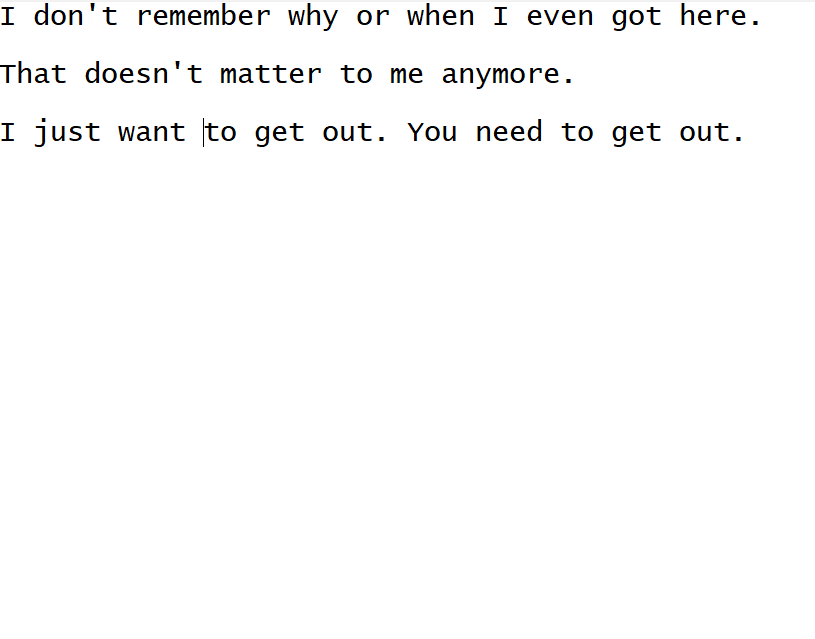 I don't remember why or when I even got here.
That doesn't matter to me anymore.
I just want to get out. You need to get out.